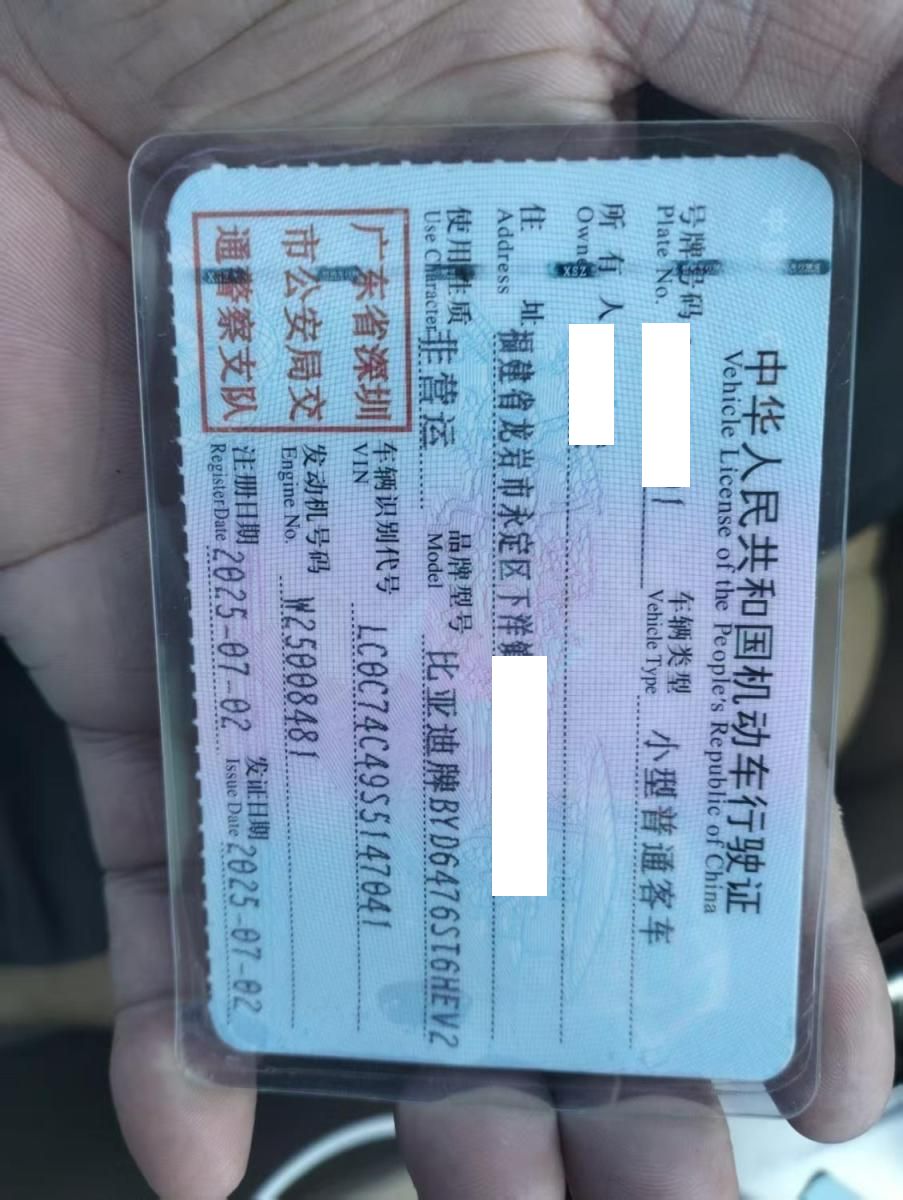 中华人民共和国机动车行驶证
Vehicle License of the People's Republic of China
号牌号码 车辆类型 小型普通客车
Plate No. 1 Vehicle Type
所有人
Owne
住址 福建省龙岩市永定区下洋镇
Address
使用性质 非营运 品牌型号 比亚迪牌BYD6476ST6HEV2
Use Character Model
广东省深圳
市公安局交
通警察支队
车辆识别代号 LC0C74C49S5147041
VIN
发动机号码 W25008481
Engine No.
注册日期 2025-07-02 发证日期 2025-07-02
Register Date Issue Date
XSZ